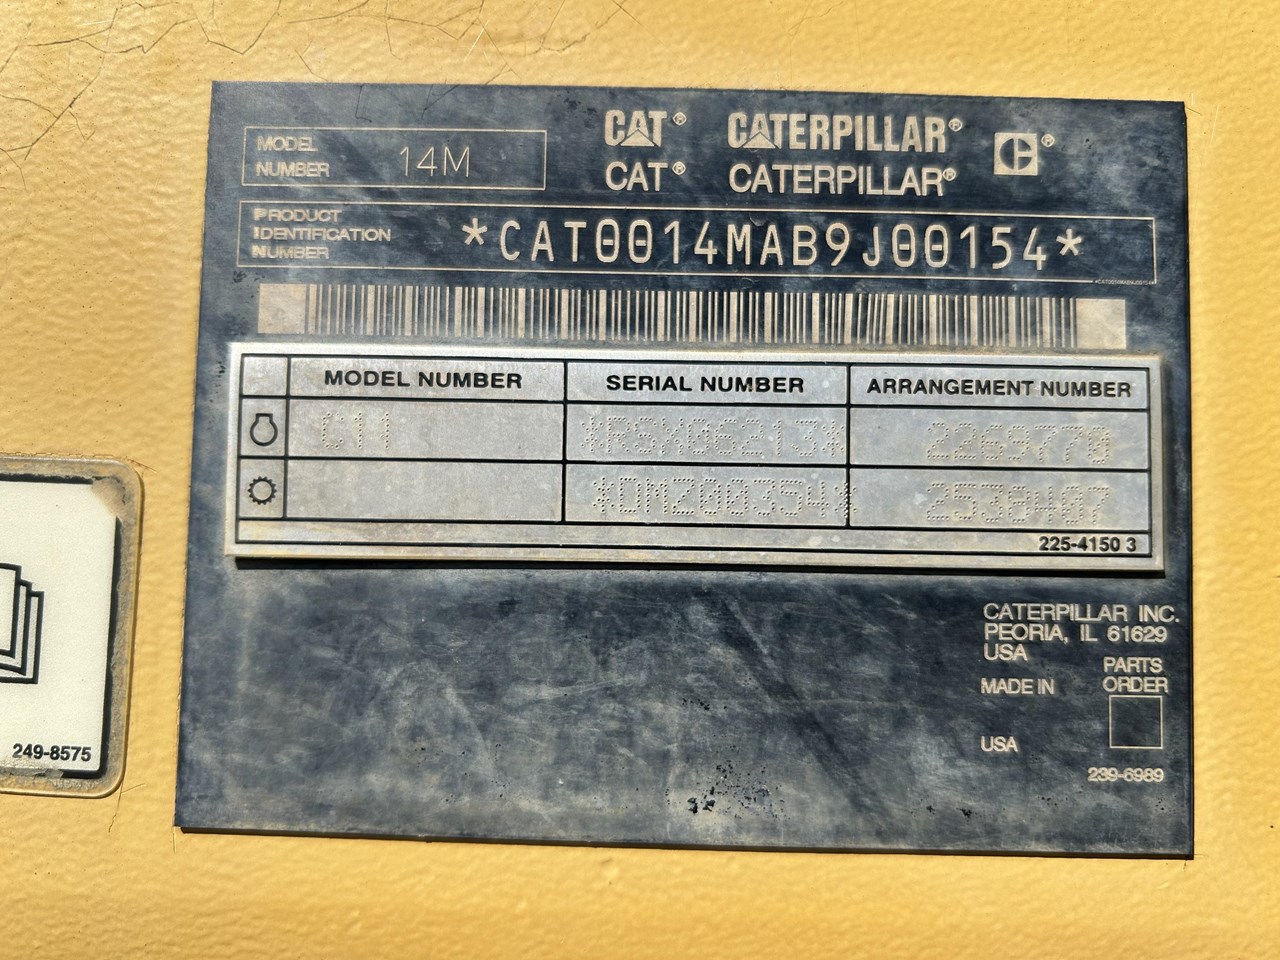 MODEL NUMBER 14M
CAT® CATERPILLAR® ®
CAT® CATERPILLAR®
PRODUCT IDENTIFICATION NUMBER *CAT0014MAB9J00154*
MODEL NUMBER SERIAL NUMBER ARRANGEMENT NUMBER
C11 *RSX06213* 2269770
*DMZ00354* 2538407
225-4150 3
CATERPILLAR INC.
PEORIA, IL 61629
USA
PARTS ORDER
MADE IN
USA
239-6989
249-8575